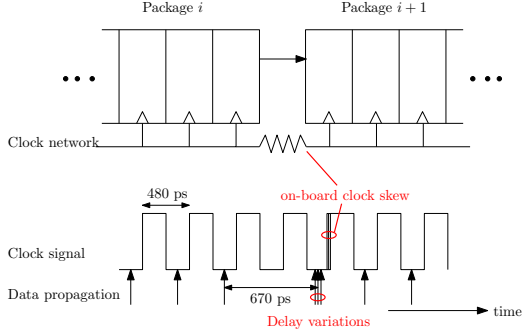 Package i
Package i + 1
Clock network
on-board clock skew
480 ps
Clock signal
Data propagation
670 ps
time
Delay variations